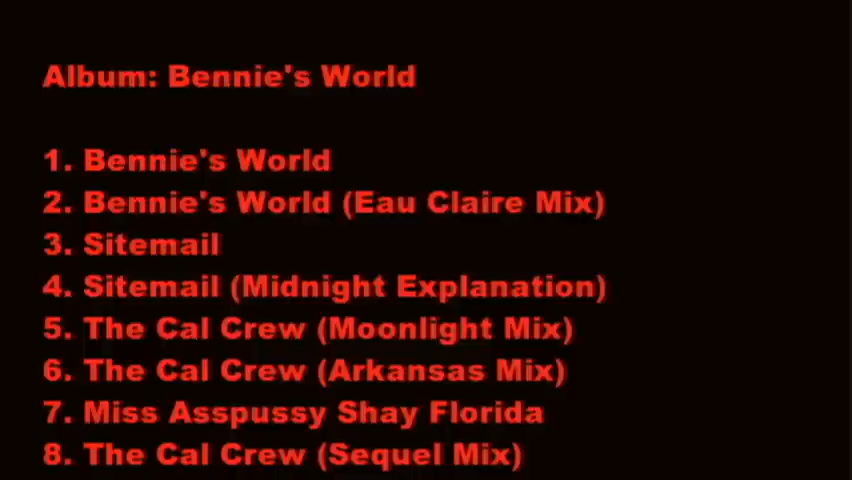 Album: Bennie's World
1. Bennie's World
2. Bennie's World (Eau Claire Mix)
3. Sitemail
4. Sitemail (Midnight Explanation)
5. The Cal Crew (Moonlight Mix)
6. The Cal Crew (Arkansas Mix)
7. Miss Asspussy Shay Florida
8. The Cal Crew (Sequel Mix)